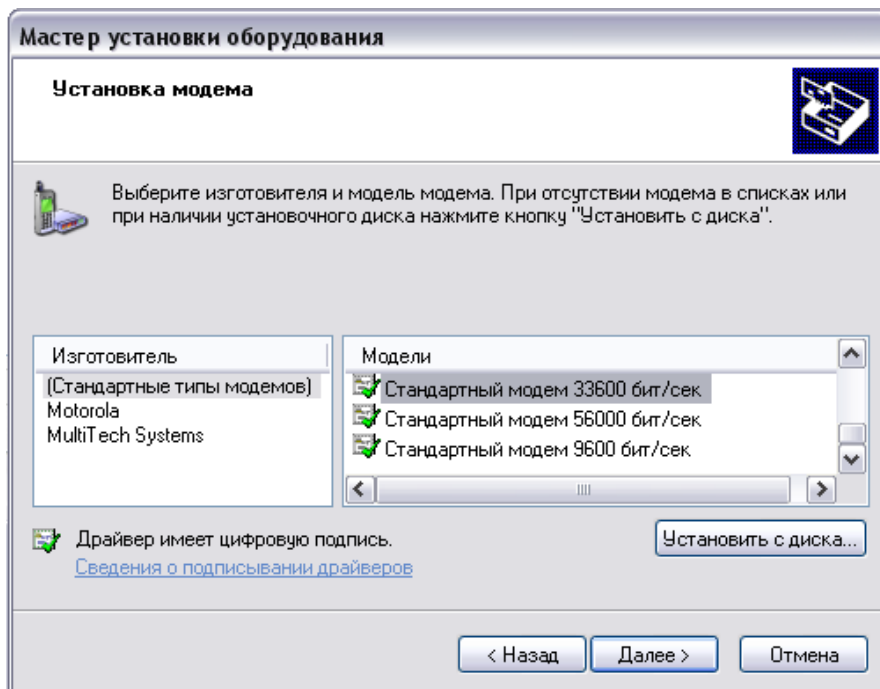 Мастер установки оборудования
Установка модема
Выберите изготовителя и модель модема. При отсутствии модема в списках или
при наличии установочного диска нажмите кнопку "Установить с диска".
Изготовитель
(Стандартные типы модемов)
Motorola
MultiTech Systems
Модели
Стандартный модем 33600 бит/сек
Стандартный модем 56000 бит/сек
Стандартный модем 9600 бит/сек
Драйвер имеет цифровую подпись.
Сведения о подписывании драйверов
Установить с диска...
< Назад
Далее >
Отмена